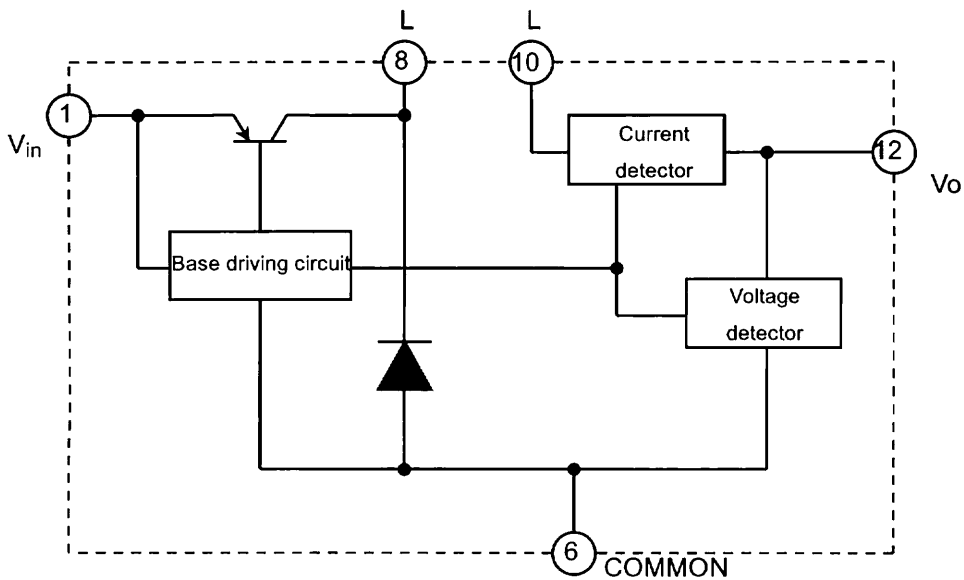 L
L
8
10
1
Vin
Current
detector
12
Vo
Base driving circuit
Voltage
detector
6
COMMON